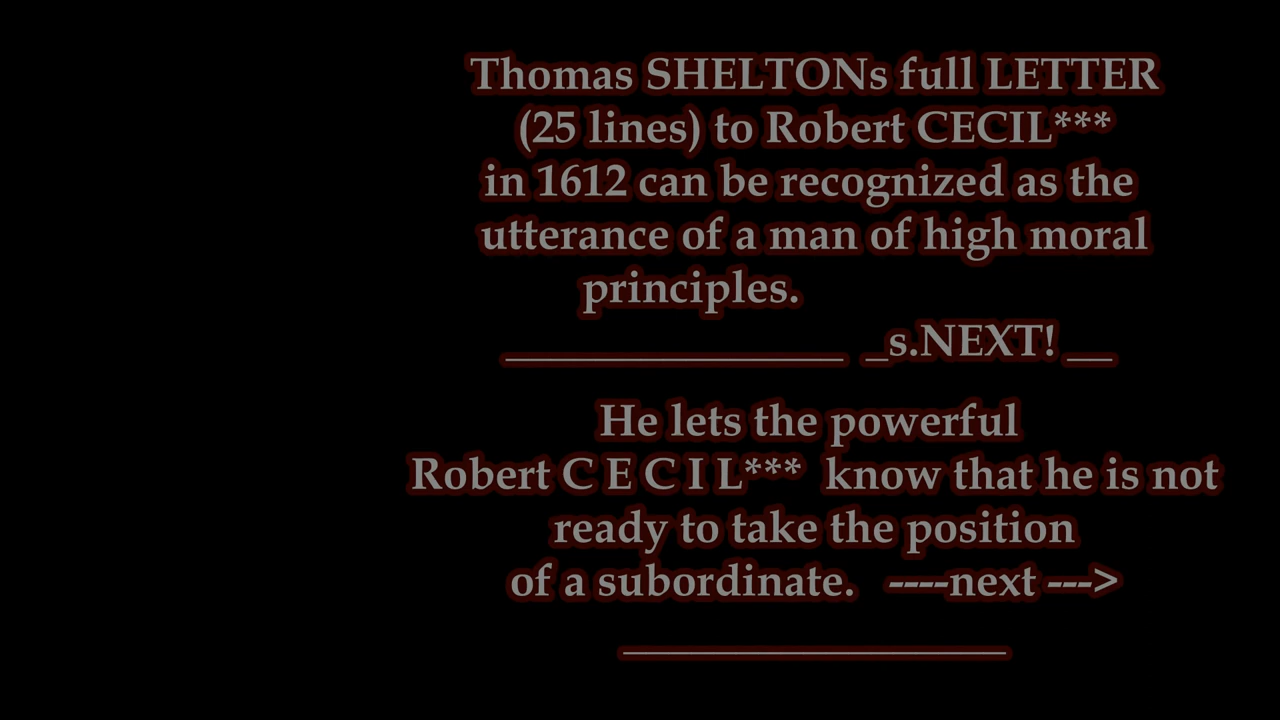 Thomas SHELTONs full LETTER
(25 lines) to Robert CECIL***
in 1612 can be recognized as the
utterance of a man of high moral
principles.
_________________ _s.NEXT! __
He lets the powerful
Robert C E C I L*** know that he is not
ready to take the position
of a subordinate. ----next --->
___________________